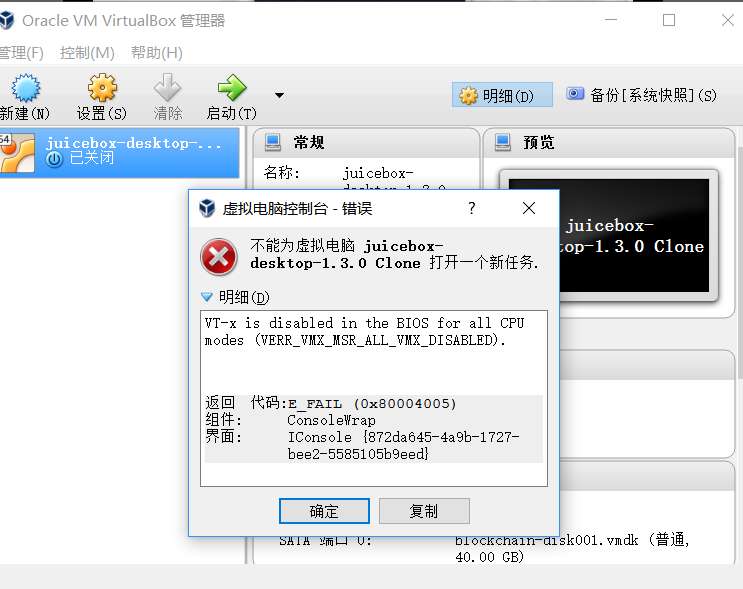 Oracle VM VirtualBox 管理器
管理(F) 控制(M) 帮助(H)
新建(N) 设置(S) 清除 启动(T) 明细(D) 备份[系统快照](S)
64
juicebox-desktop-...
已关闭
常规
名称: juicebox-
预览
juicebox-
top-1.3.0 Clone
虚拟电脑控制台 - 错误
不能为虚拟电脑 juicebox-
desktop-1.3.0 Clone 打开一个新任务.
明细(D)
VT-x is disabled in the BIOS for all CPU
modes (VERR_VMX_MSR_ALL_VMX_DISABLED).
返回 代码:E_FAIL (0x80004005)
组件: ConsoleWrap
界面: IConsole {872da645-4a9b-1727-
bee2-5585105b9eed}
确定 复制
SATA 端口 0: blockchain-disk001.vmdk (普通,
40.00 GB)